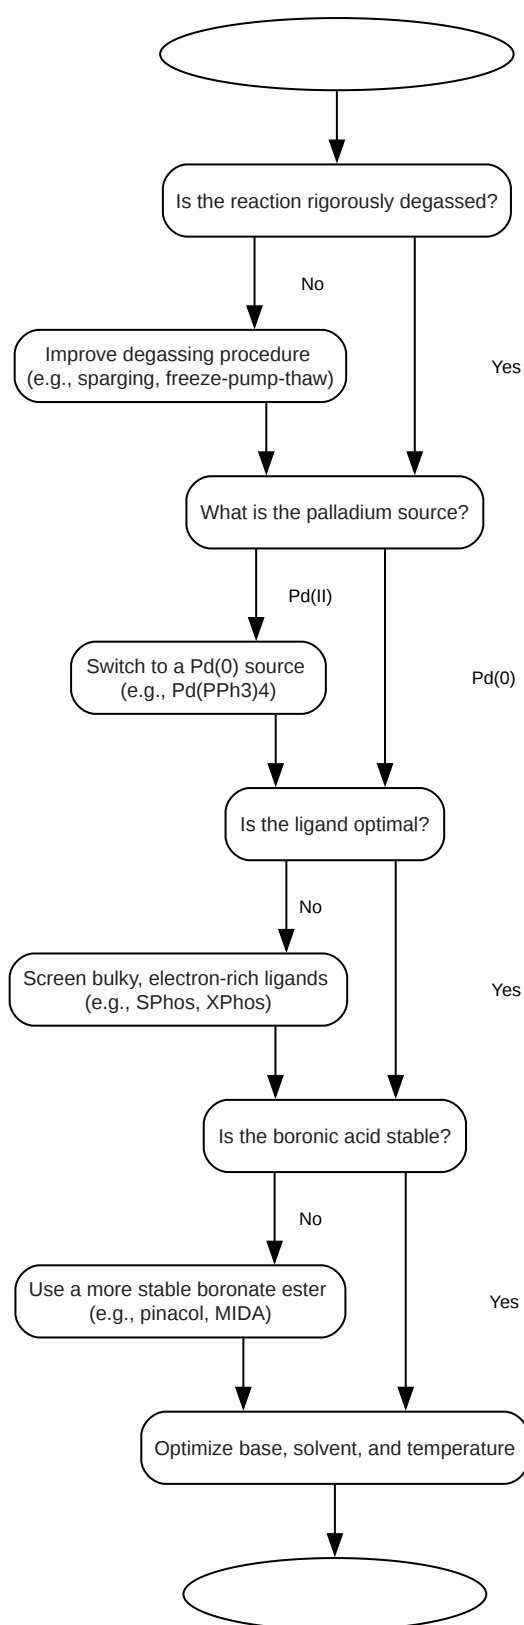 Is the reaction rigorously degassed?
No
Improve degassing procedure
(e.g., sparging, freeze-pump-thaw)
Yes
What is the palladium source?
Pd(II)
Switch to a Pd(0) source
(e.g., Pd(PPh3)4)
Pd(0)
Is the ligand optimal?
No
Screen bulky, electron-rich ligands
(e.g., SPhos, XPhos)
Yes
Is the boronic acid stable?
No
Use a more stable boronate ester
(e.g., pinacol, MIDA)
Yes
Optimize base, solvent, and temperature